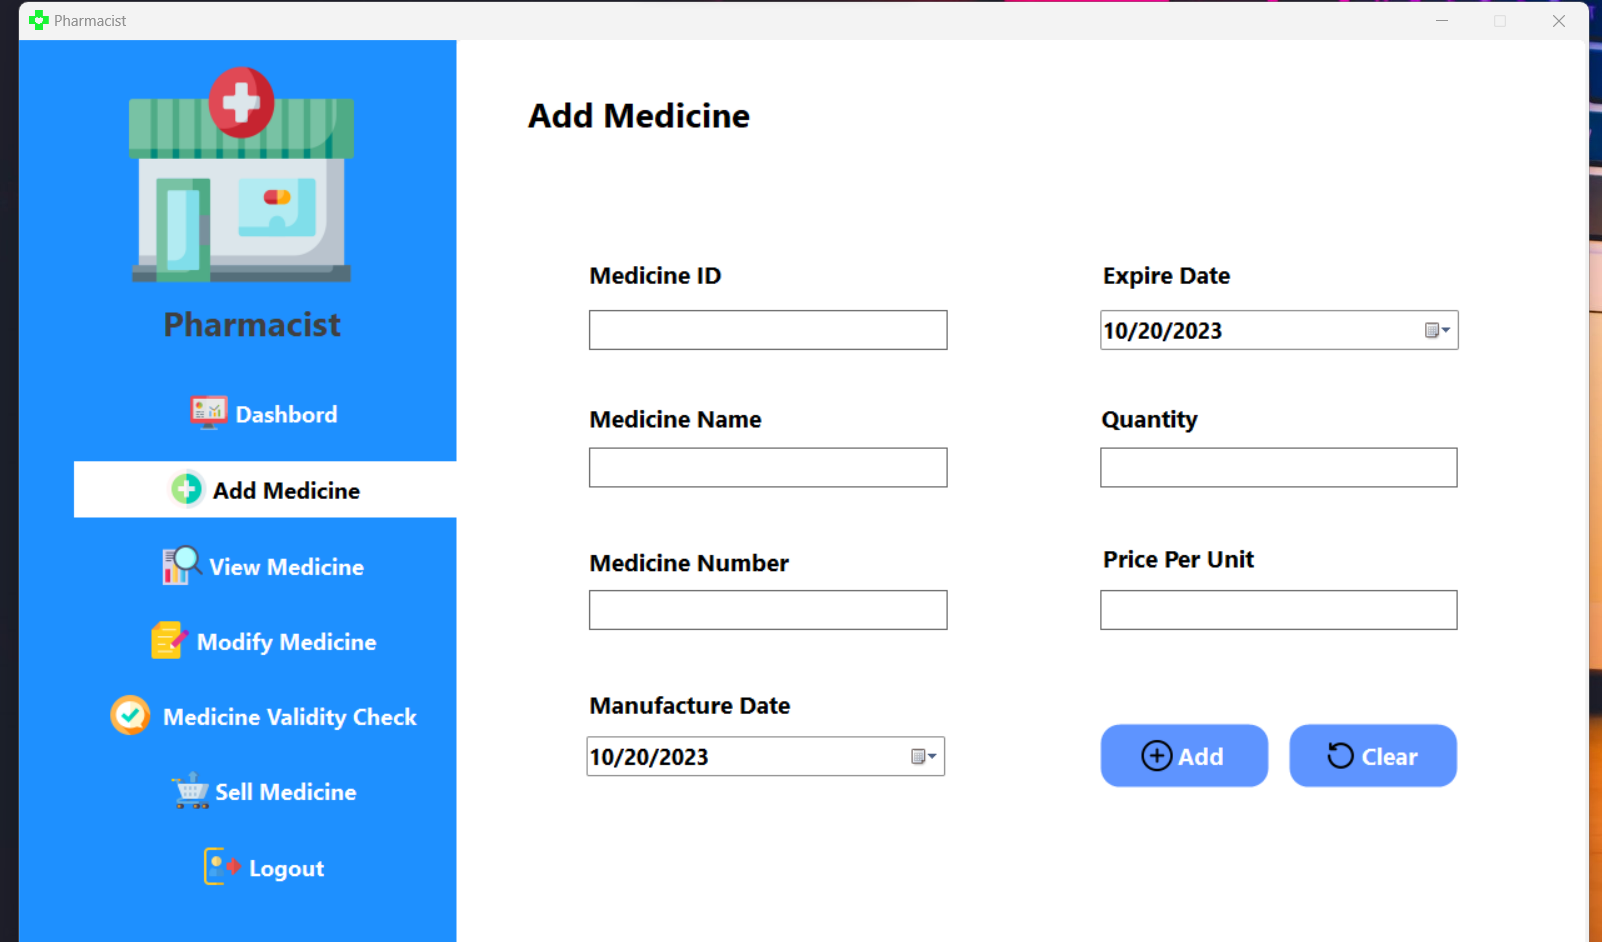 Pharmacist
Pharmacist
Dashbord
Add Medicine
View Medicine
Modify Medicine
Medicine Validity Check
Sell Medicine
Logout
Add Medicine
Medicine ID
Expire Date
10/20/2023
Medicine Name
Quantity
Medicine Number
Price Per Unit
Manufacture Date
10/20/2023
Add
Clear